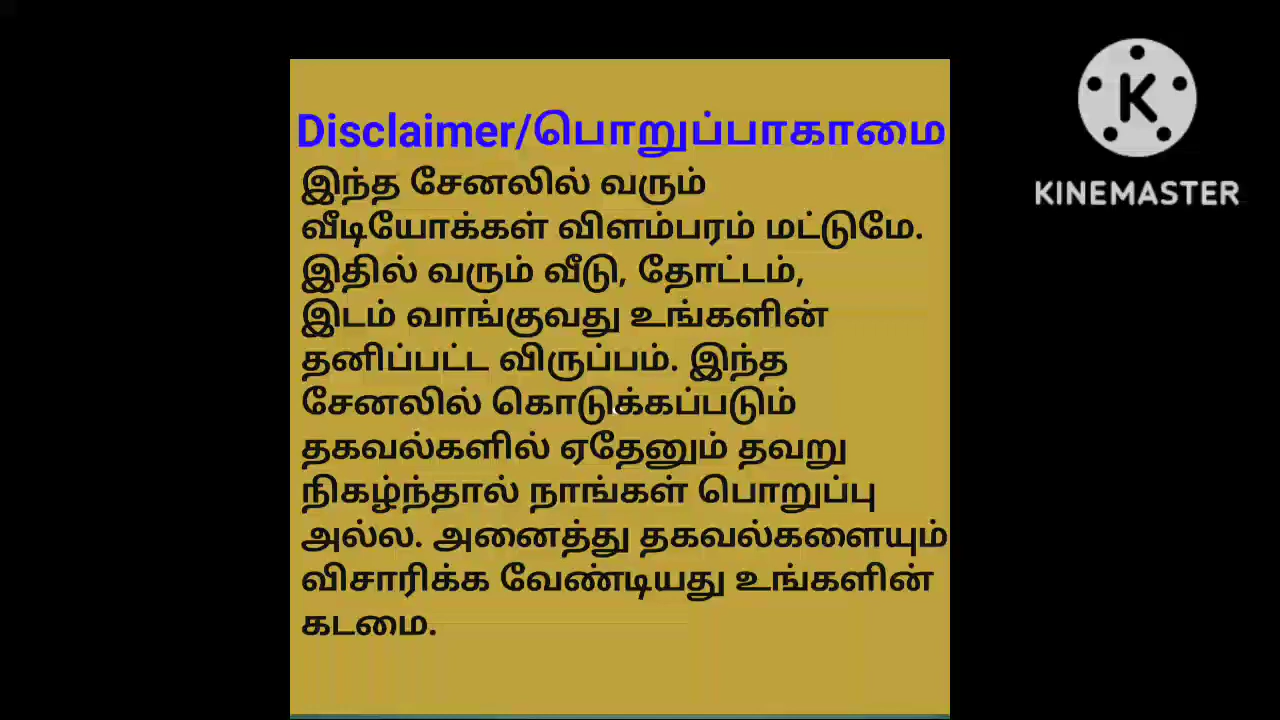 Disclaimer/பொறுப்பாகாமை
இந்த சேனலில் வரும்
வீடியோக்கள் விளம்பரம் மட்டுமே.
இதில் வரும் வீடு, தோட்டம்,
இடம் வாங்குவது உங்களின்
தனிப்பட்ட விருப்பம். இந்த
சேனலில் கொடுக்கப்படும்
தகவல்களில் ஏதேனும் தவறு
நிகழ்ந்தால் நாங்கள் பொறுப்பு
அல்ல. அனைத்து தகவல்களையும்
விசாரிக்க வேண்டியது உங்களின்
கடமை.
K
KINEMASTER